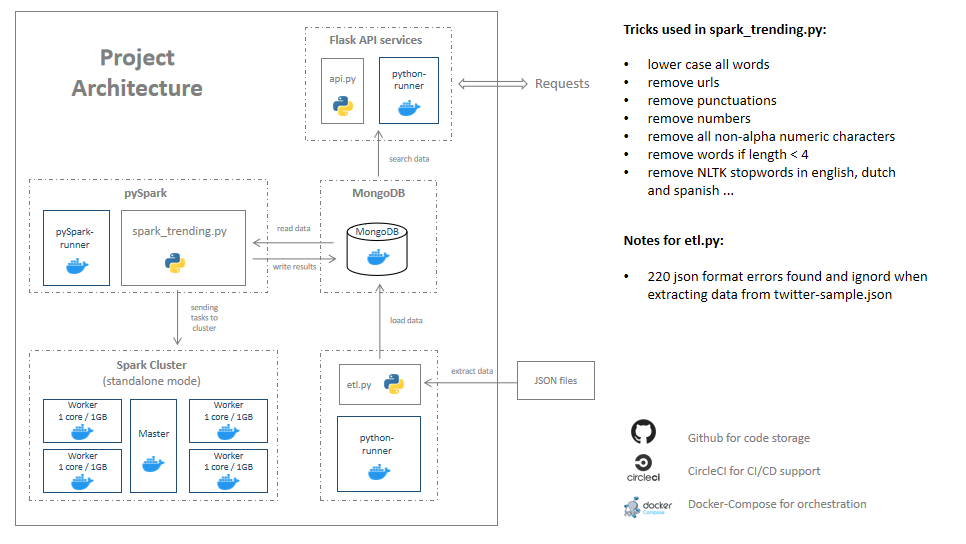 Project
Architecture
Flask API services
api.py
python-
runner
Requests
search data
pySpark
pySpark-
runner
spark_trending.py
read data
write results
MongoDB
MongoDB
sending
tasks to
cluster
load data
Spark Cluster
(standalone mode)
Worker
1 core / 1GB
Worker
1 core / 1GB
Master
Worker
1 core / 1GB
Worker
1 core / 1GB
etl.py
python-
runner
extract data
JSON files
Tricks used in spark_trending.py:
• lower case all words
• remove urls
• remove punctuations
• remove numbers
• remove all non-alpha numeric characters
• remove words if length < 4
• remove NLTK stopwords in english, dutch
and spanish ...
Notes for etl.py:
• 220 json format errors found and ignord when
extracting data from twitter-sample.json
Github for code storage
circleci
CircleCI for CI/CD support
docker
Compose
Docker-Compose for orchestration